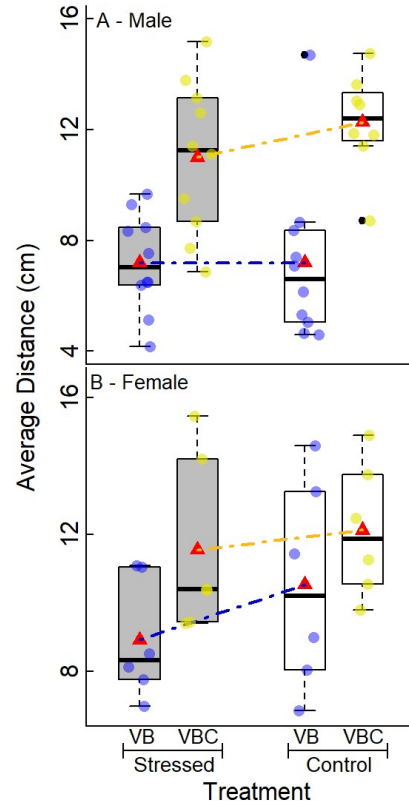 A - Male
16
12
8
4
B - Female
16
12
8
Average Distance (cm)
VB VBC VB VBC
Stressed Control
Treatment